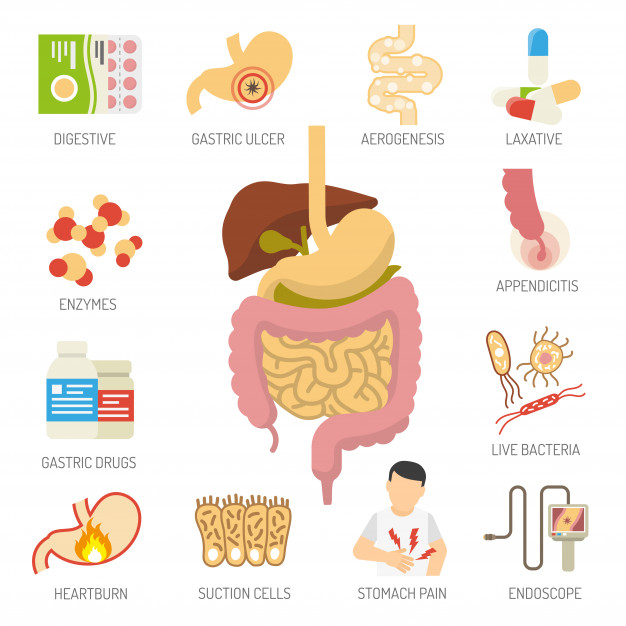 DIGESTIVE
GASTRIC ULCER
AEROGENESIS
LAXATIVE
ENZYMES
APPENDICITIS
GASTRIC DRUGS
LIVE BACTERIA
HEARTBURN
SUCTION CELLS
STOMACH PAIN
ENDOSCOPE